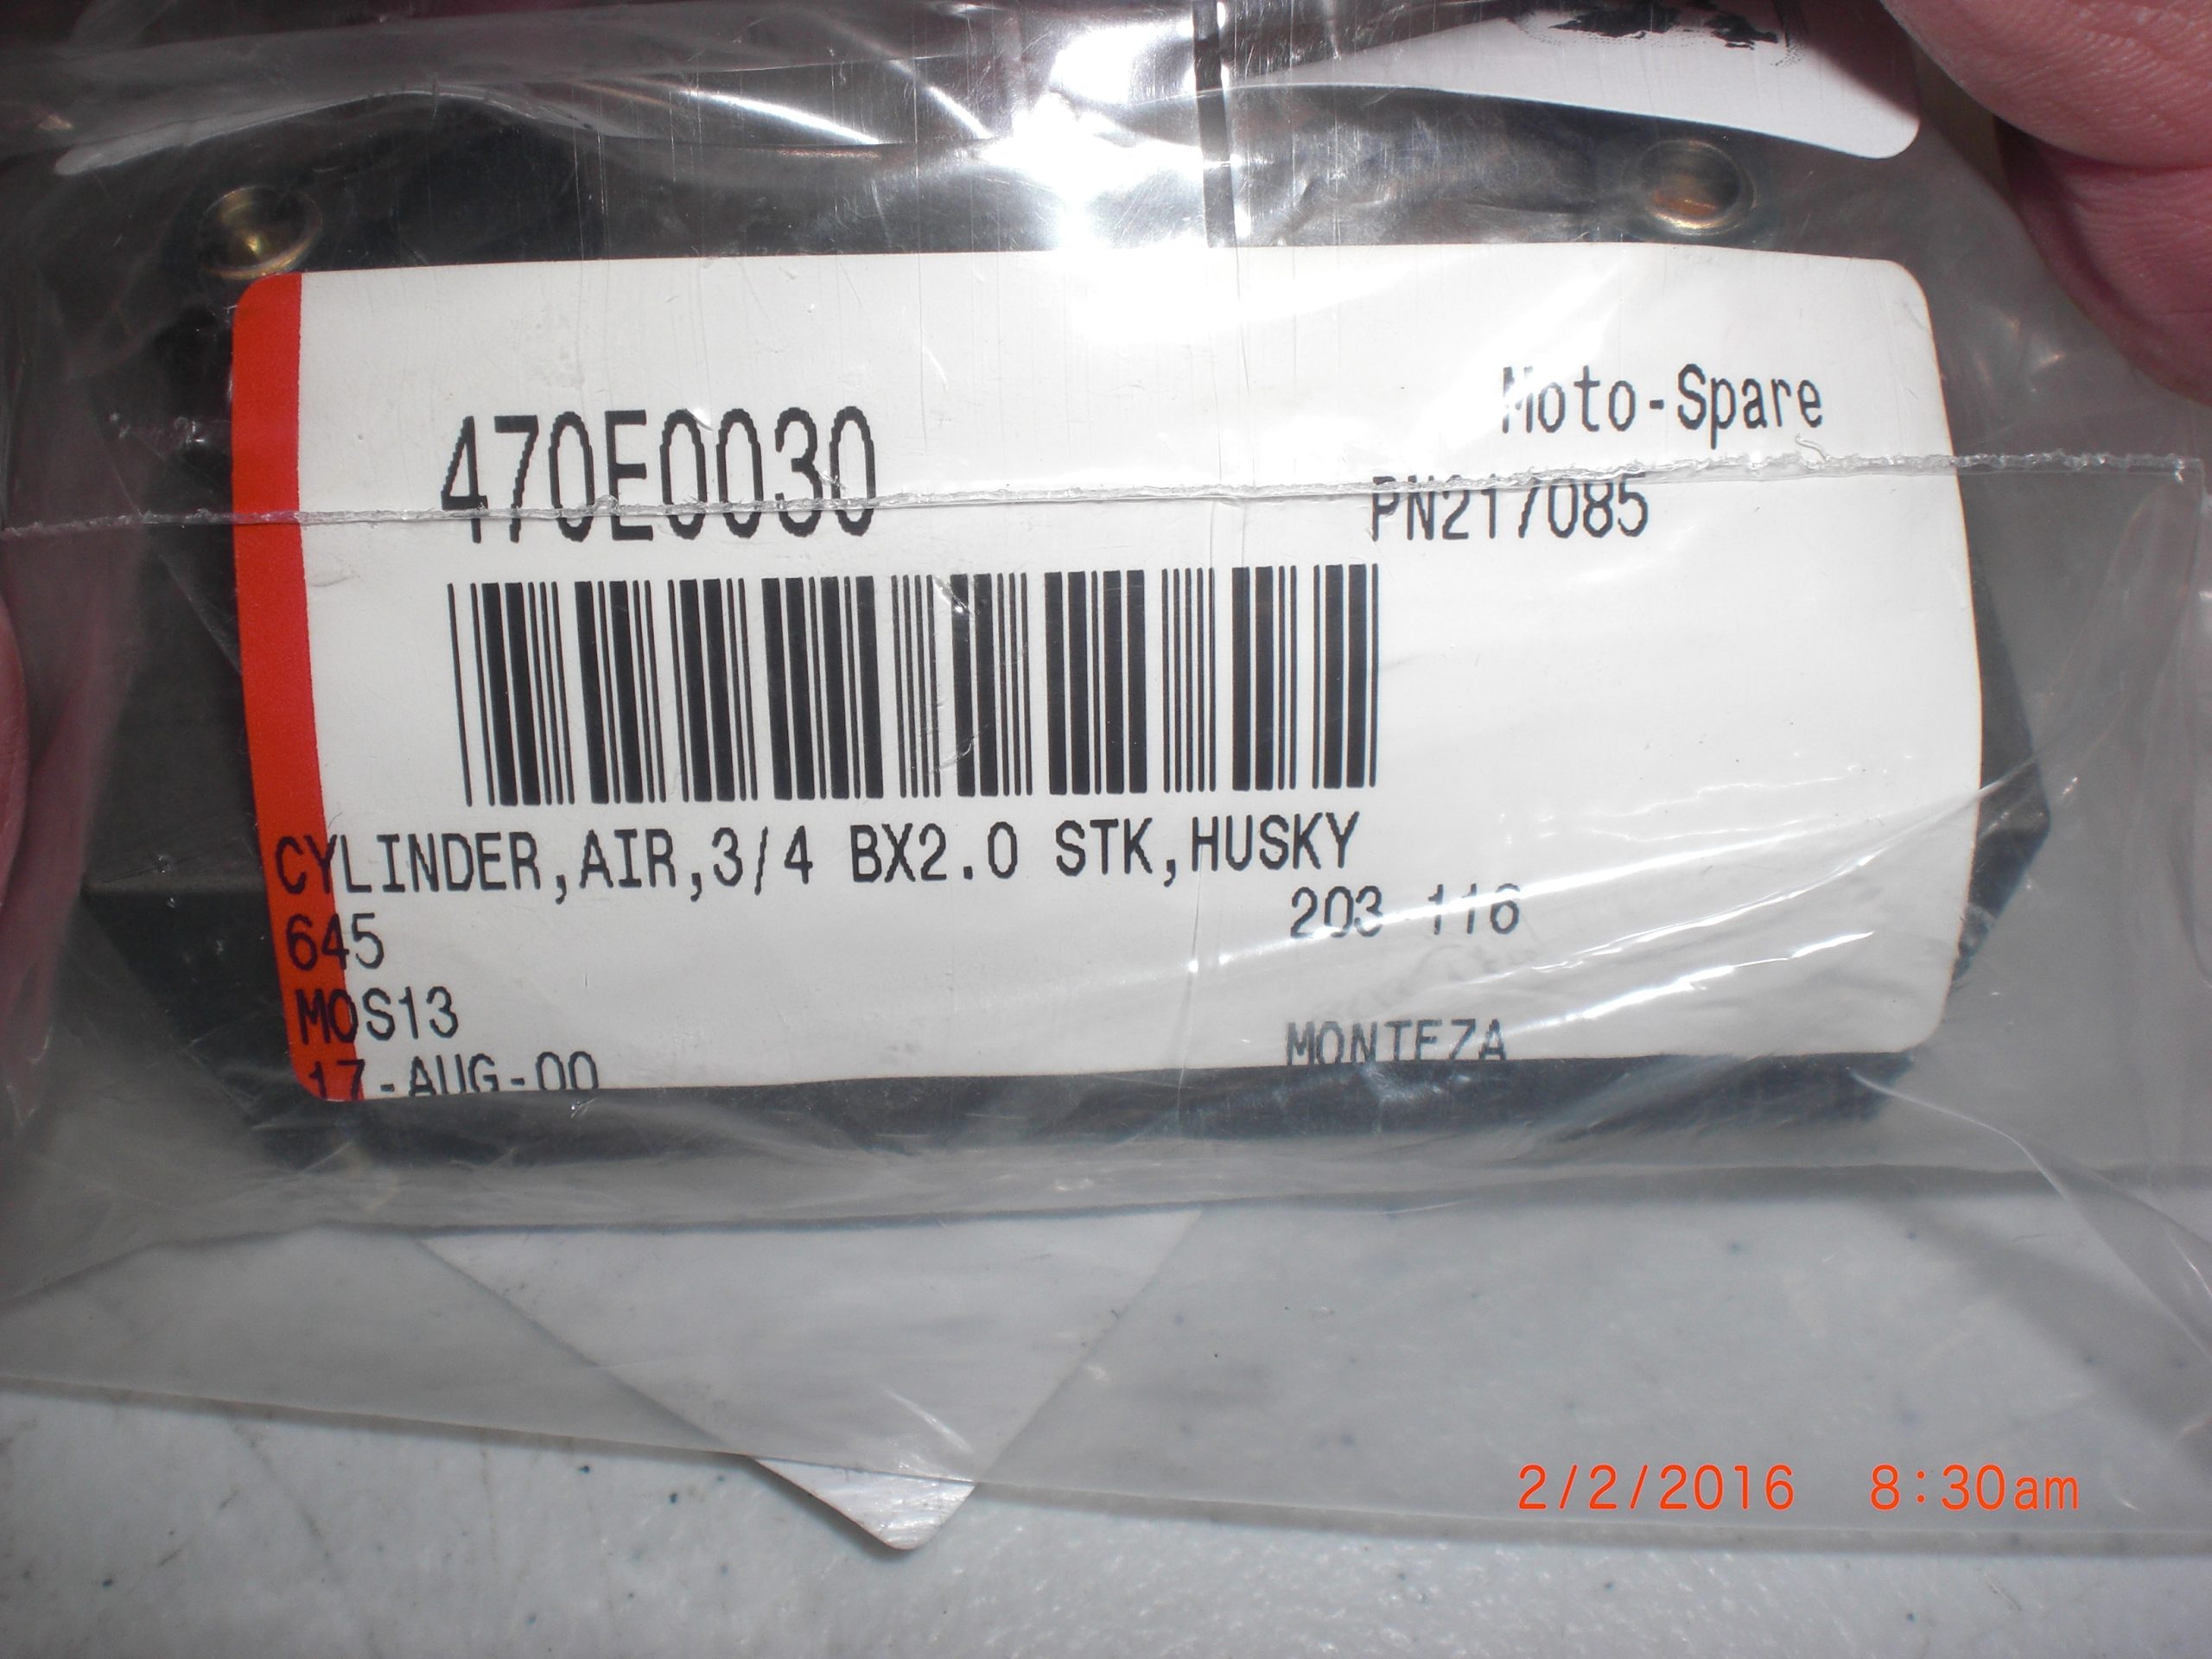 Moto-Spare
470E0030
PN217085
CYLINDER,AIR,3/4 BX2.0 STK,HUSKY
645
203-116
MOS13
MONTEZA
17-AUG-00
2/2/2016 8:30am